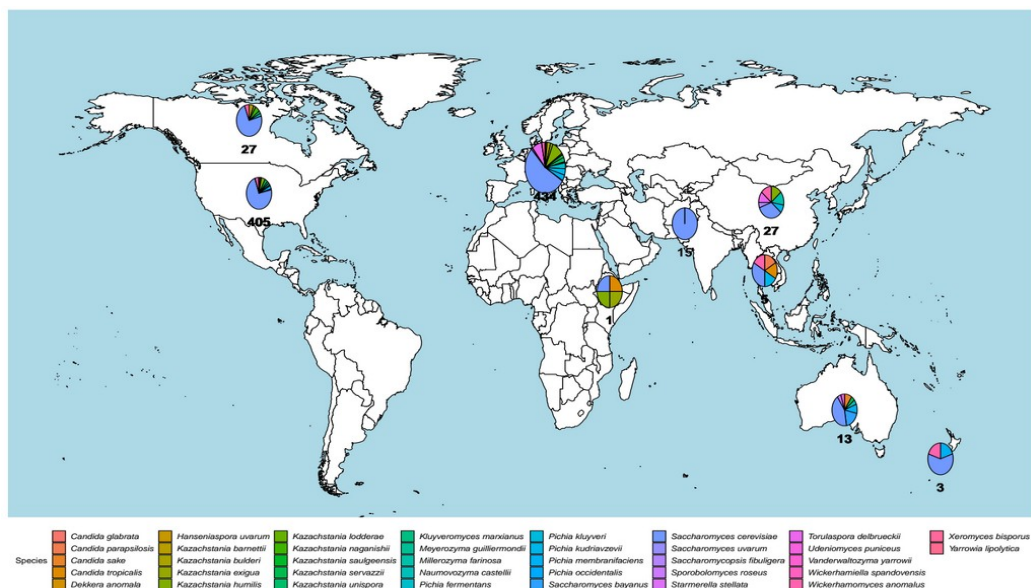 27
434
405
27
15
5
1
13
3
Candida glabrata Hanseniaspora uvarum Kazachstania lodderae Kluyveromyces marxianus Pichia kluyveri Saccharomyces cerevisiae Torulaspora delbrueckii Xeromyces bisporus
Candida parapsilosis Kazachstania barnettii Kazachstania naganishii Meyerozyma guilliermondii Pichia kudriavzevii Saccharomyces uvarum Udeniomyces puniceus Yarrowia lipolytica
Species Candida sake Kazachstania bulderi Kazachstania saulgeensis Millerozyma farinosa Pichia membranifaciens Saccharomycopsis fibuligera Vanderwaltozyma yarrowii
Candida tropicalis Kazachstania exigua Kazachstania servazzii Naumovozyma castellii Pichia occidentalis Sporobolomyces roseus Wickerhamiella spandovensis
Dekkera anomala Kazachstania humilis Kazachstania unispora Pichia fermentans Saccharomyces bayanus Starmerella stellata Wickerhamomyces anomalus